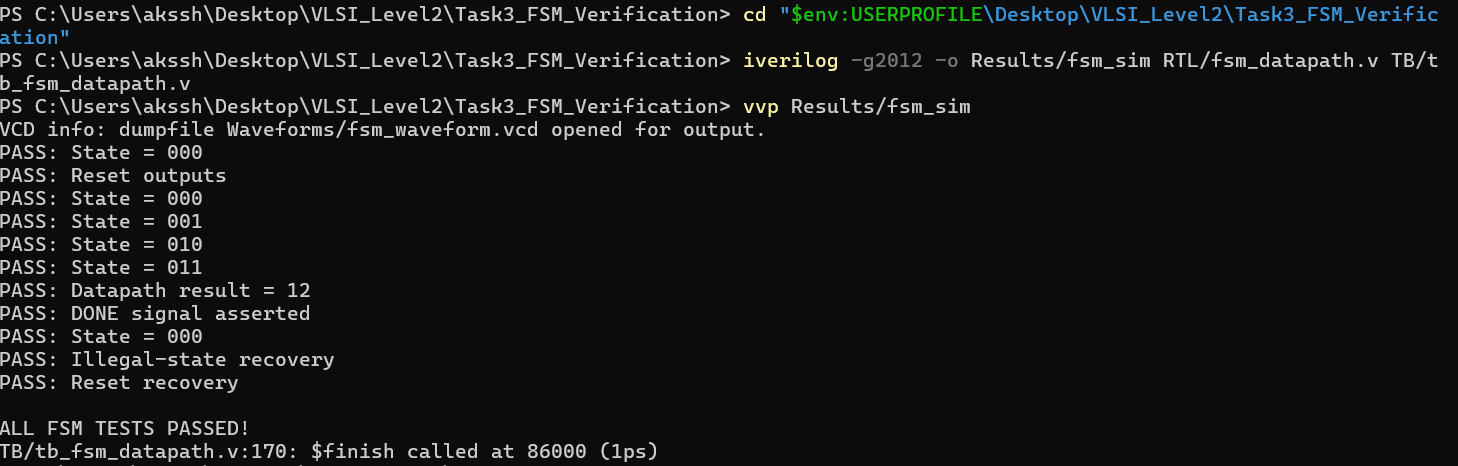 PS C:\Users\akssh\Desktop\VLSI_Level2\Task3_FSM_Verification> cd "$env:USERPROFILE\Desktop\VLSI_Level2\Task3_FSM_Verific
ation"
PS C:\Users\akssh\Desktop\VLSI_Level2\Task3_FSM_Verification> iverilog -g2012 -o Results/fsm_sim RTL/fsm_datapath.v TB/t
b_fsm_datapath.v
PS C:\Users\akssh\Desktop\VLSI_Level2\Task3_FSM_Verification> vvp Results/fsm_sim
VCD info: dumpfile Waveforms/fsm_waveform.vcd opened for output.
PASS: State = 000
PASS: Reset outputs
PASS: State = 000
PASS: State = 001
PASS: State = 010
PASS: State = 011
PASS: Datapath result = 12
PASS: DONE signal asserted
PASS: State = 000
PASS: Illegal-state recovery
PASS: Reset recovery
ALL FSM TESTS PASSED!
TB/tb_fsm_datapath.v:170: $finish called at 86000 (1ps)